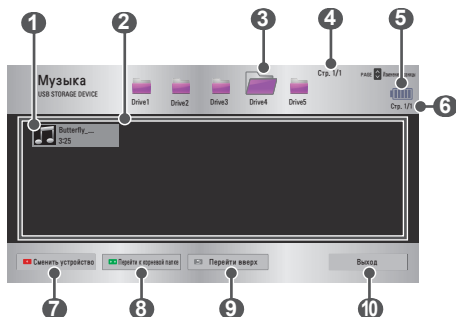 1
2
3
4
5
Музыка
USB STORAGE DEVICE
Drive1
Drive2
Drive3
Drive4
Drive5
Стр. 1/1
PAGE
Стр. 1/1
6
Butterfly_...
3:25
Сменить устройство
Перейти к корневой папке
Перейти вверх
Выход
7
8
9
10